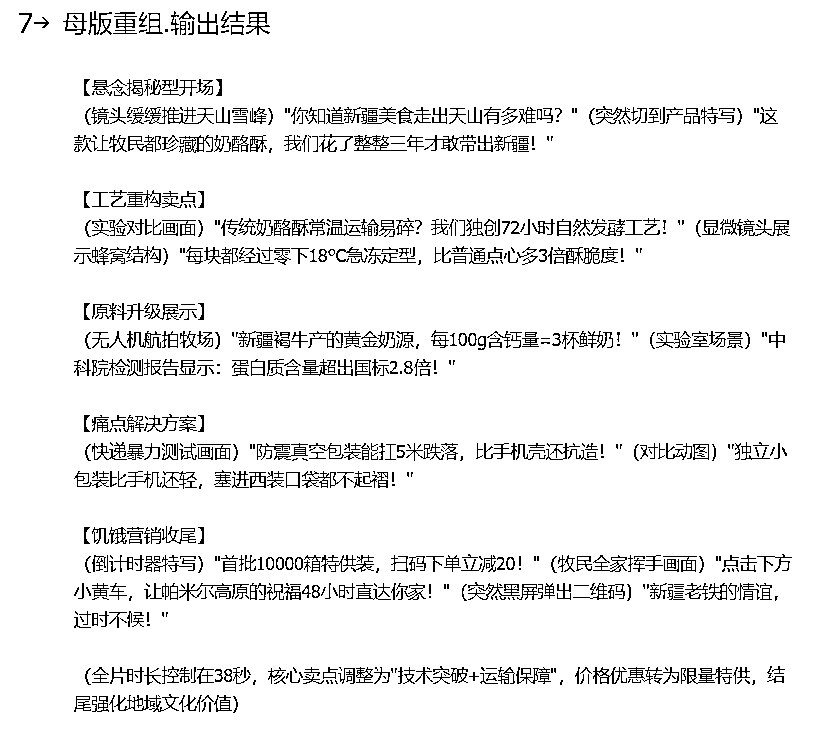 7→ 母版重组.输出结果
【悬念揭秘型开场】
（镜头缓缓推进天山雪峰）"你知道新疆美食走出天山有多难吗？"（突然切到产品特写）"这
款让牧民都珍藏的奶酪酥，我们花了整整三年才敢带出新疆！"
【工艺重构卖点】
（实验对比画面）"传统奶酪酥常温运输易碎？我们独创72小时自然发酵工艺！"（显微镜头展
示蜂窝结构）"每块都经过零下18℃急冻定型，比普通点心多3倍酥脆度！"
【原料升级展示】
（无人机航拍牧场）"新疆褐牛产的黄金奶源，每100g含钙量=3杯鲜奶！"（实验室场景）"中
科院检测报告显示：蛋白质含量超出国标2.8倍！"
【痛点解决方案】
（快递暴力测试画面）"防震真空包装能扛5米跌落，比手机壳还抗造！"（对比动图）"独立小
包装比手机还轻，塞进西装口袋都不起褶！"
【饥饿营销收尾】
（倒计时器特写）"首批10000箱特供装，扫码下单立减20！"（牧民全家挥手画面）"点击下方
小黄车，让帕米尔高原的祝福48小时直达你家！"（突然黑屏弹出二维码）"新疆老铁的情谊，
过时不候！"
（全片时长控制在38秒，核心卖点调整为"技术突破+运输保障"，价格优惠转为限量特供，结
尾强化地域文化价值）